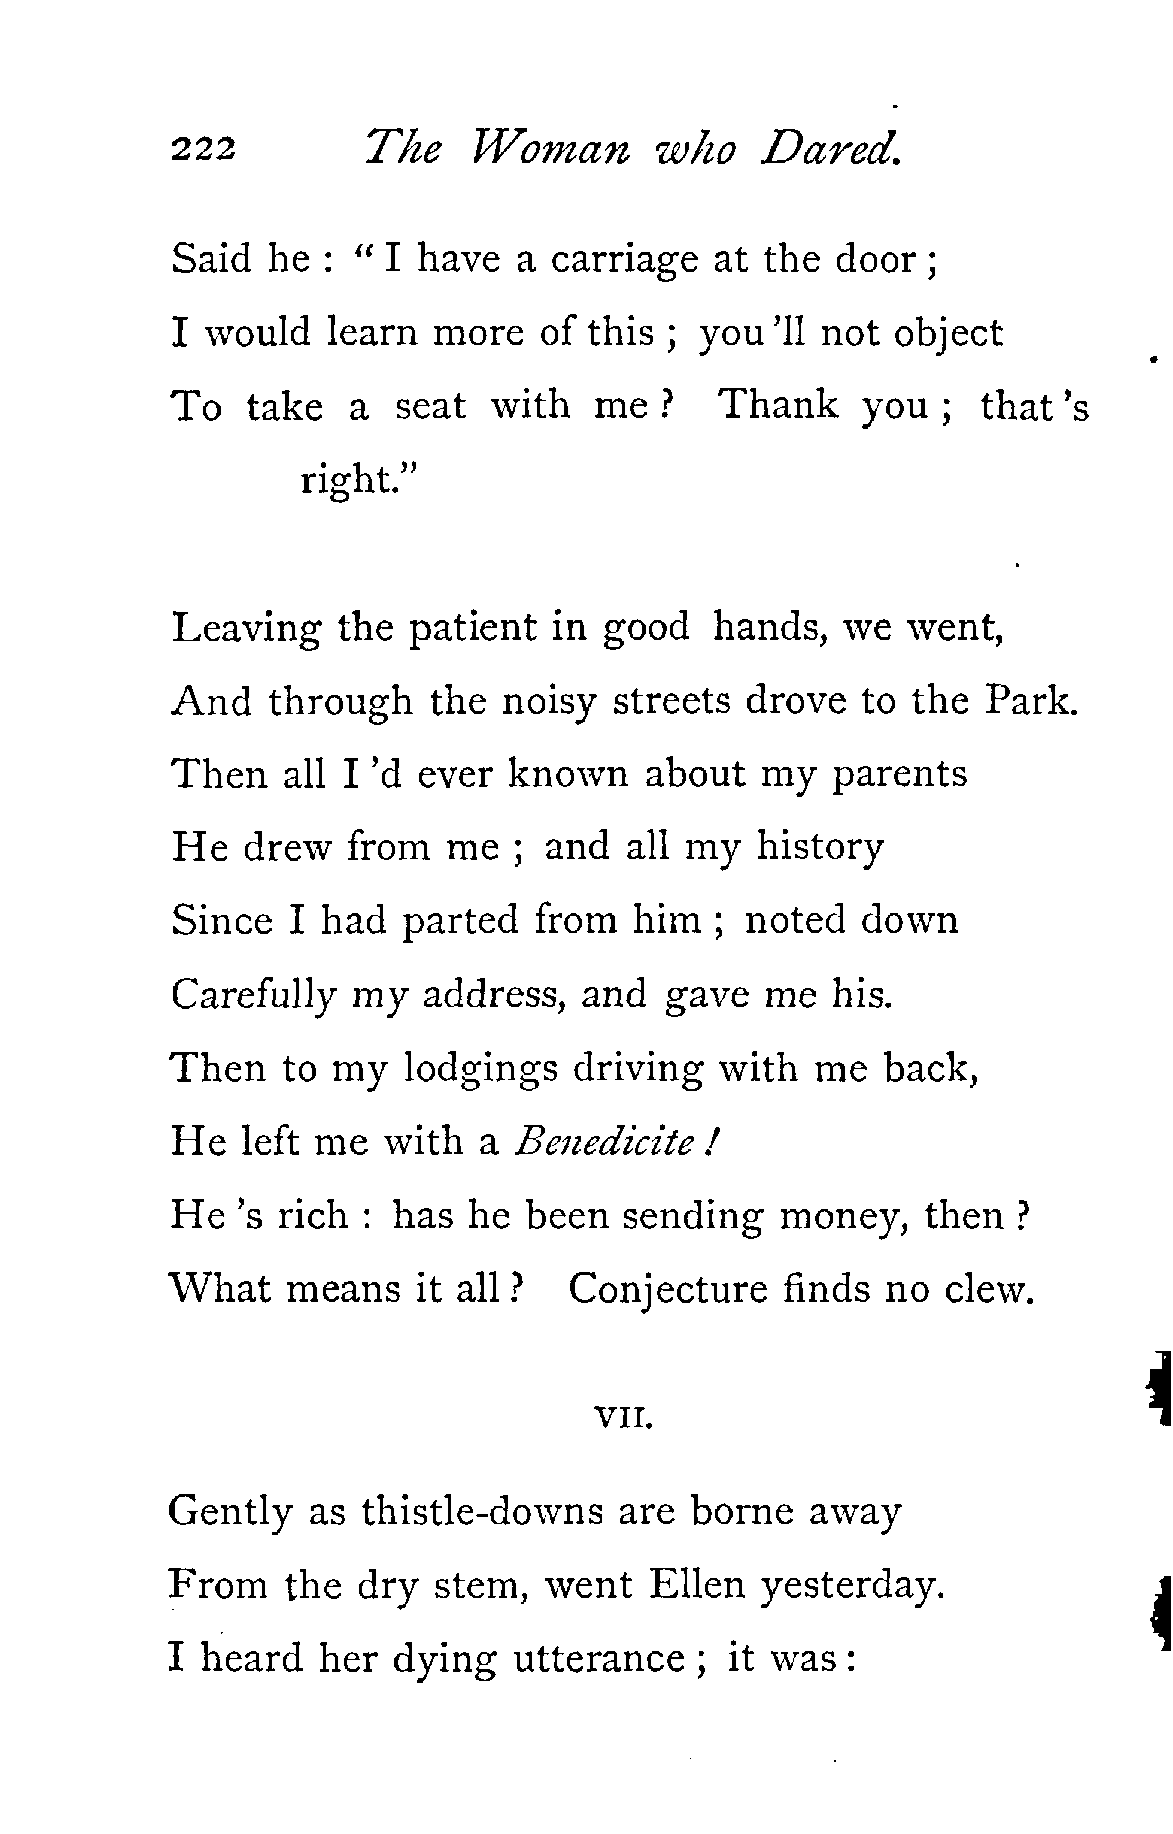 222 The Woman who Dared.
Said he : " I have a carriage at the door ;
I would learn more of this ; you 'll not object
To take a seat with me ? Thank you ; that 's
right."
Leaving the patient in good hands, we went,
And through the noisy streets drove to the Park.
Then all I 'd ever known about my parents
He drew from me ; and all my history
Since I had parted from him ; noted down
Carefully my address, and gave me his.
Then to my lodgings driving with me back,
He left me with a Benedicite !
He 's rich : has he been sending money, then ?
What means it all ? Conjecture finds no clew.
VII.
Gently as thistle-downs are borne away
From the dry stem, went Ellen yesterday.
I heard her dying utterance ; it was :